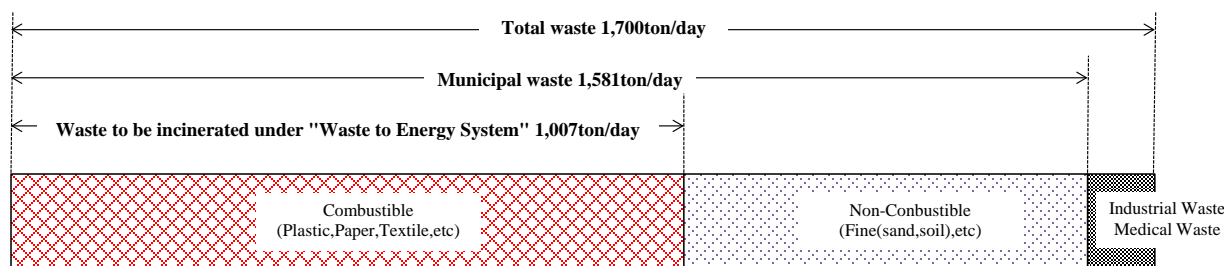 Total waste 1,700ton/day
Municipal waste 1,581ton/day
Waste to be incinerated under "Waste to Energy System" 1,007ton/day
Combustible
(Plastic,Paper,Textile,etc)
Non-Conbustible
(Fine(sand,soil),etc)
Industrial Waste
Medical Waste